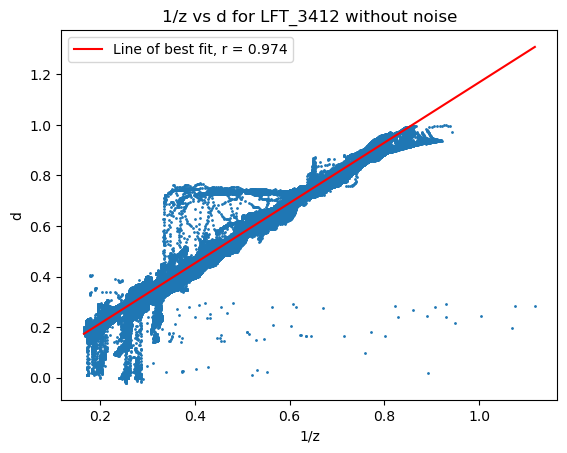 1/z vs d for LFT_3412 without noise
Line of best fit, r = 0.974
d
1.2
1.0
0.8
0.6
0.4
0.2
0.0
0.2 0.4 0.6 0.8 1.0
1/z